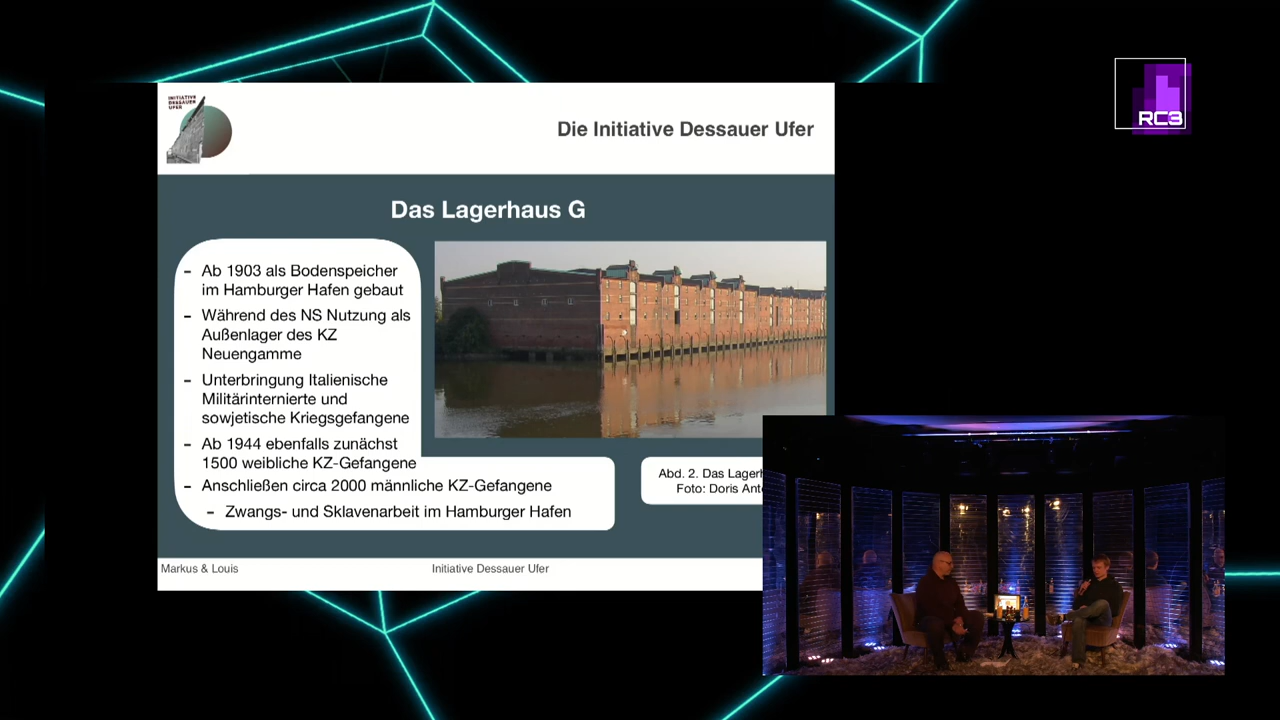 RC3
INITIATIVE
DESSAUER
UFER
Die Initiative Dessauer Ufer
Das Lagerhaus G
- Ab 1903 als Bodenspeicher
im Hamburger Hafen gebaut
- Während des NS Nutzung als
Außenlager des KZ
Neuengamme
- Unterbringung Italienische
Militärinternierte und
sowjetische Kriegsgefangene
- Ab 1944 ebenfalls zunächst
1500 weibliche KZ-Gefangene
- Anschließen circa 2000 männliche KZ-Gefangene
- Zwangs- und Sklavenarbeit im Hamburger Hafen
Abd. 2. Das
Foto: Doris
Markus & Louis
Initiative Dessauer Ufer